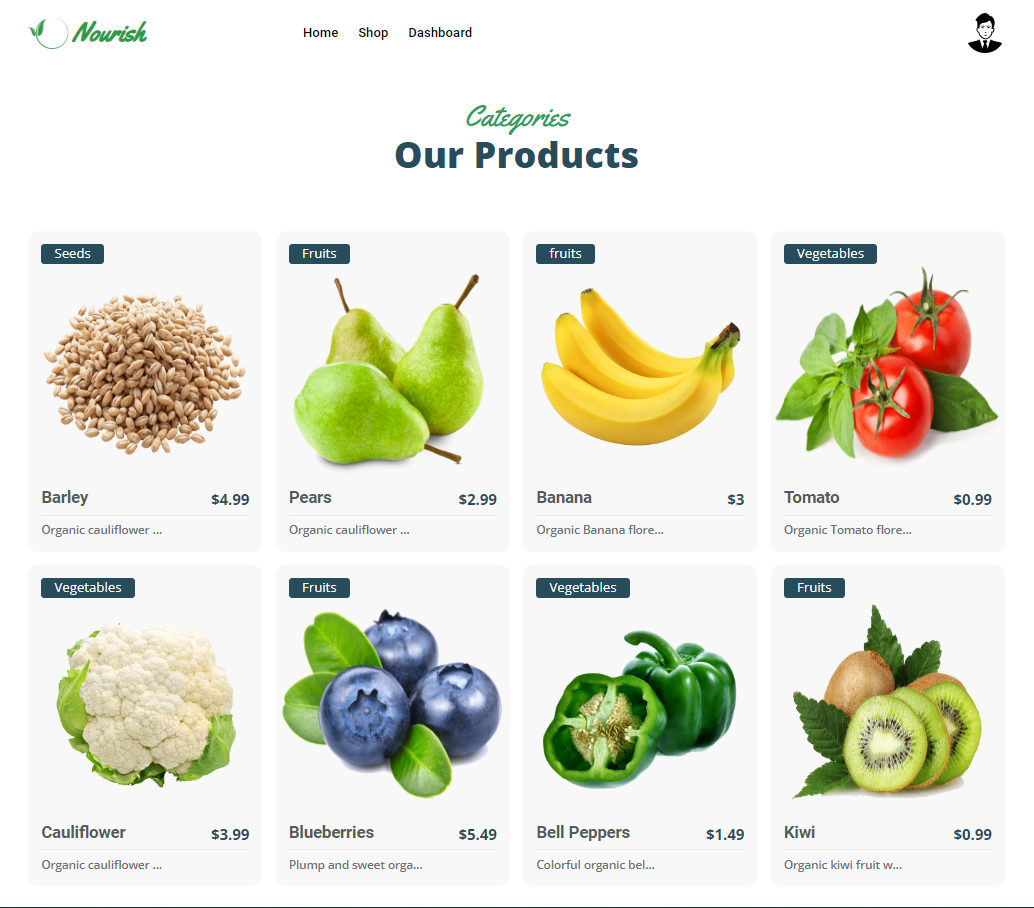 Nourish
Home Shop Dashboard
Categories
Our Products
Seeds
Fruits
fruits
Vegetables
Barley $4.99
Pears $2.99
Banana $3
Tomato $0.99
Organic cauliflower ...
Organic cauliflower ...
Organic Banana flore...
Organic Tomato flore...
Vegetables
Fruits
Vegetables
Fruits
Cauliflower $3.99
Blueberries $5.49
Bell Peppers $1.49
Kiwi $0.99
Organic cauliflower ...
Plump and sweet orga...
Colorful organic bel...
Organic kiwi fruit w...